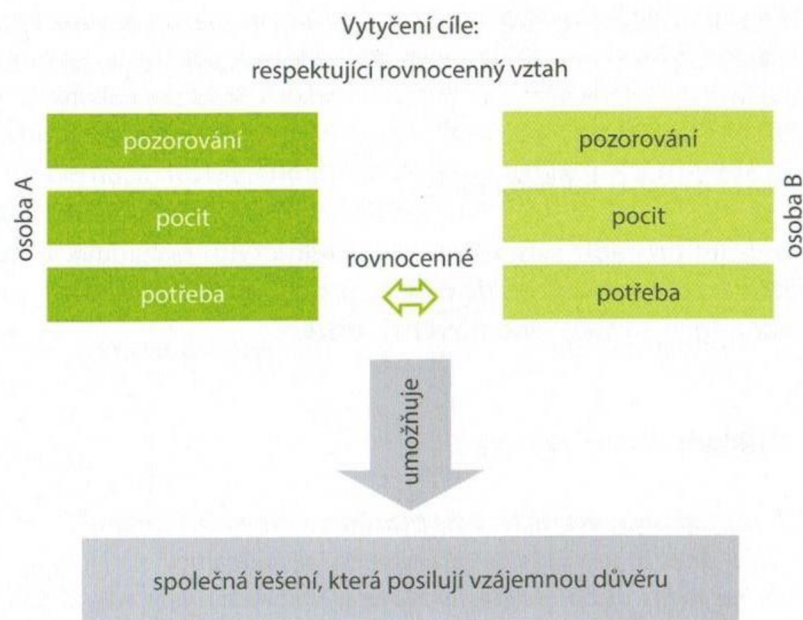 Vytyčení cíle:
respektující rovnocenný vztah
osoba A
pozorování
pocit
potřeba
rovnocenné
pozorování
pocit
potřeba
osoba B
umožňuje
společná řešení, která posilují vzájemnou důvěru